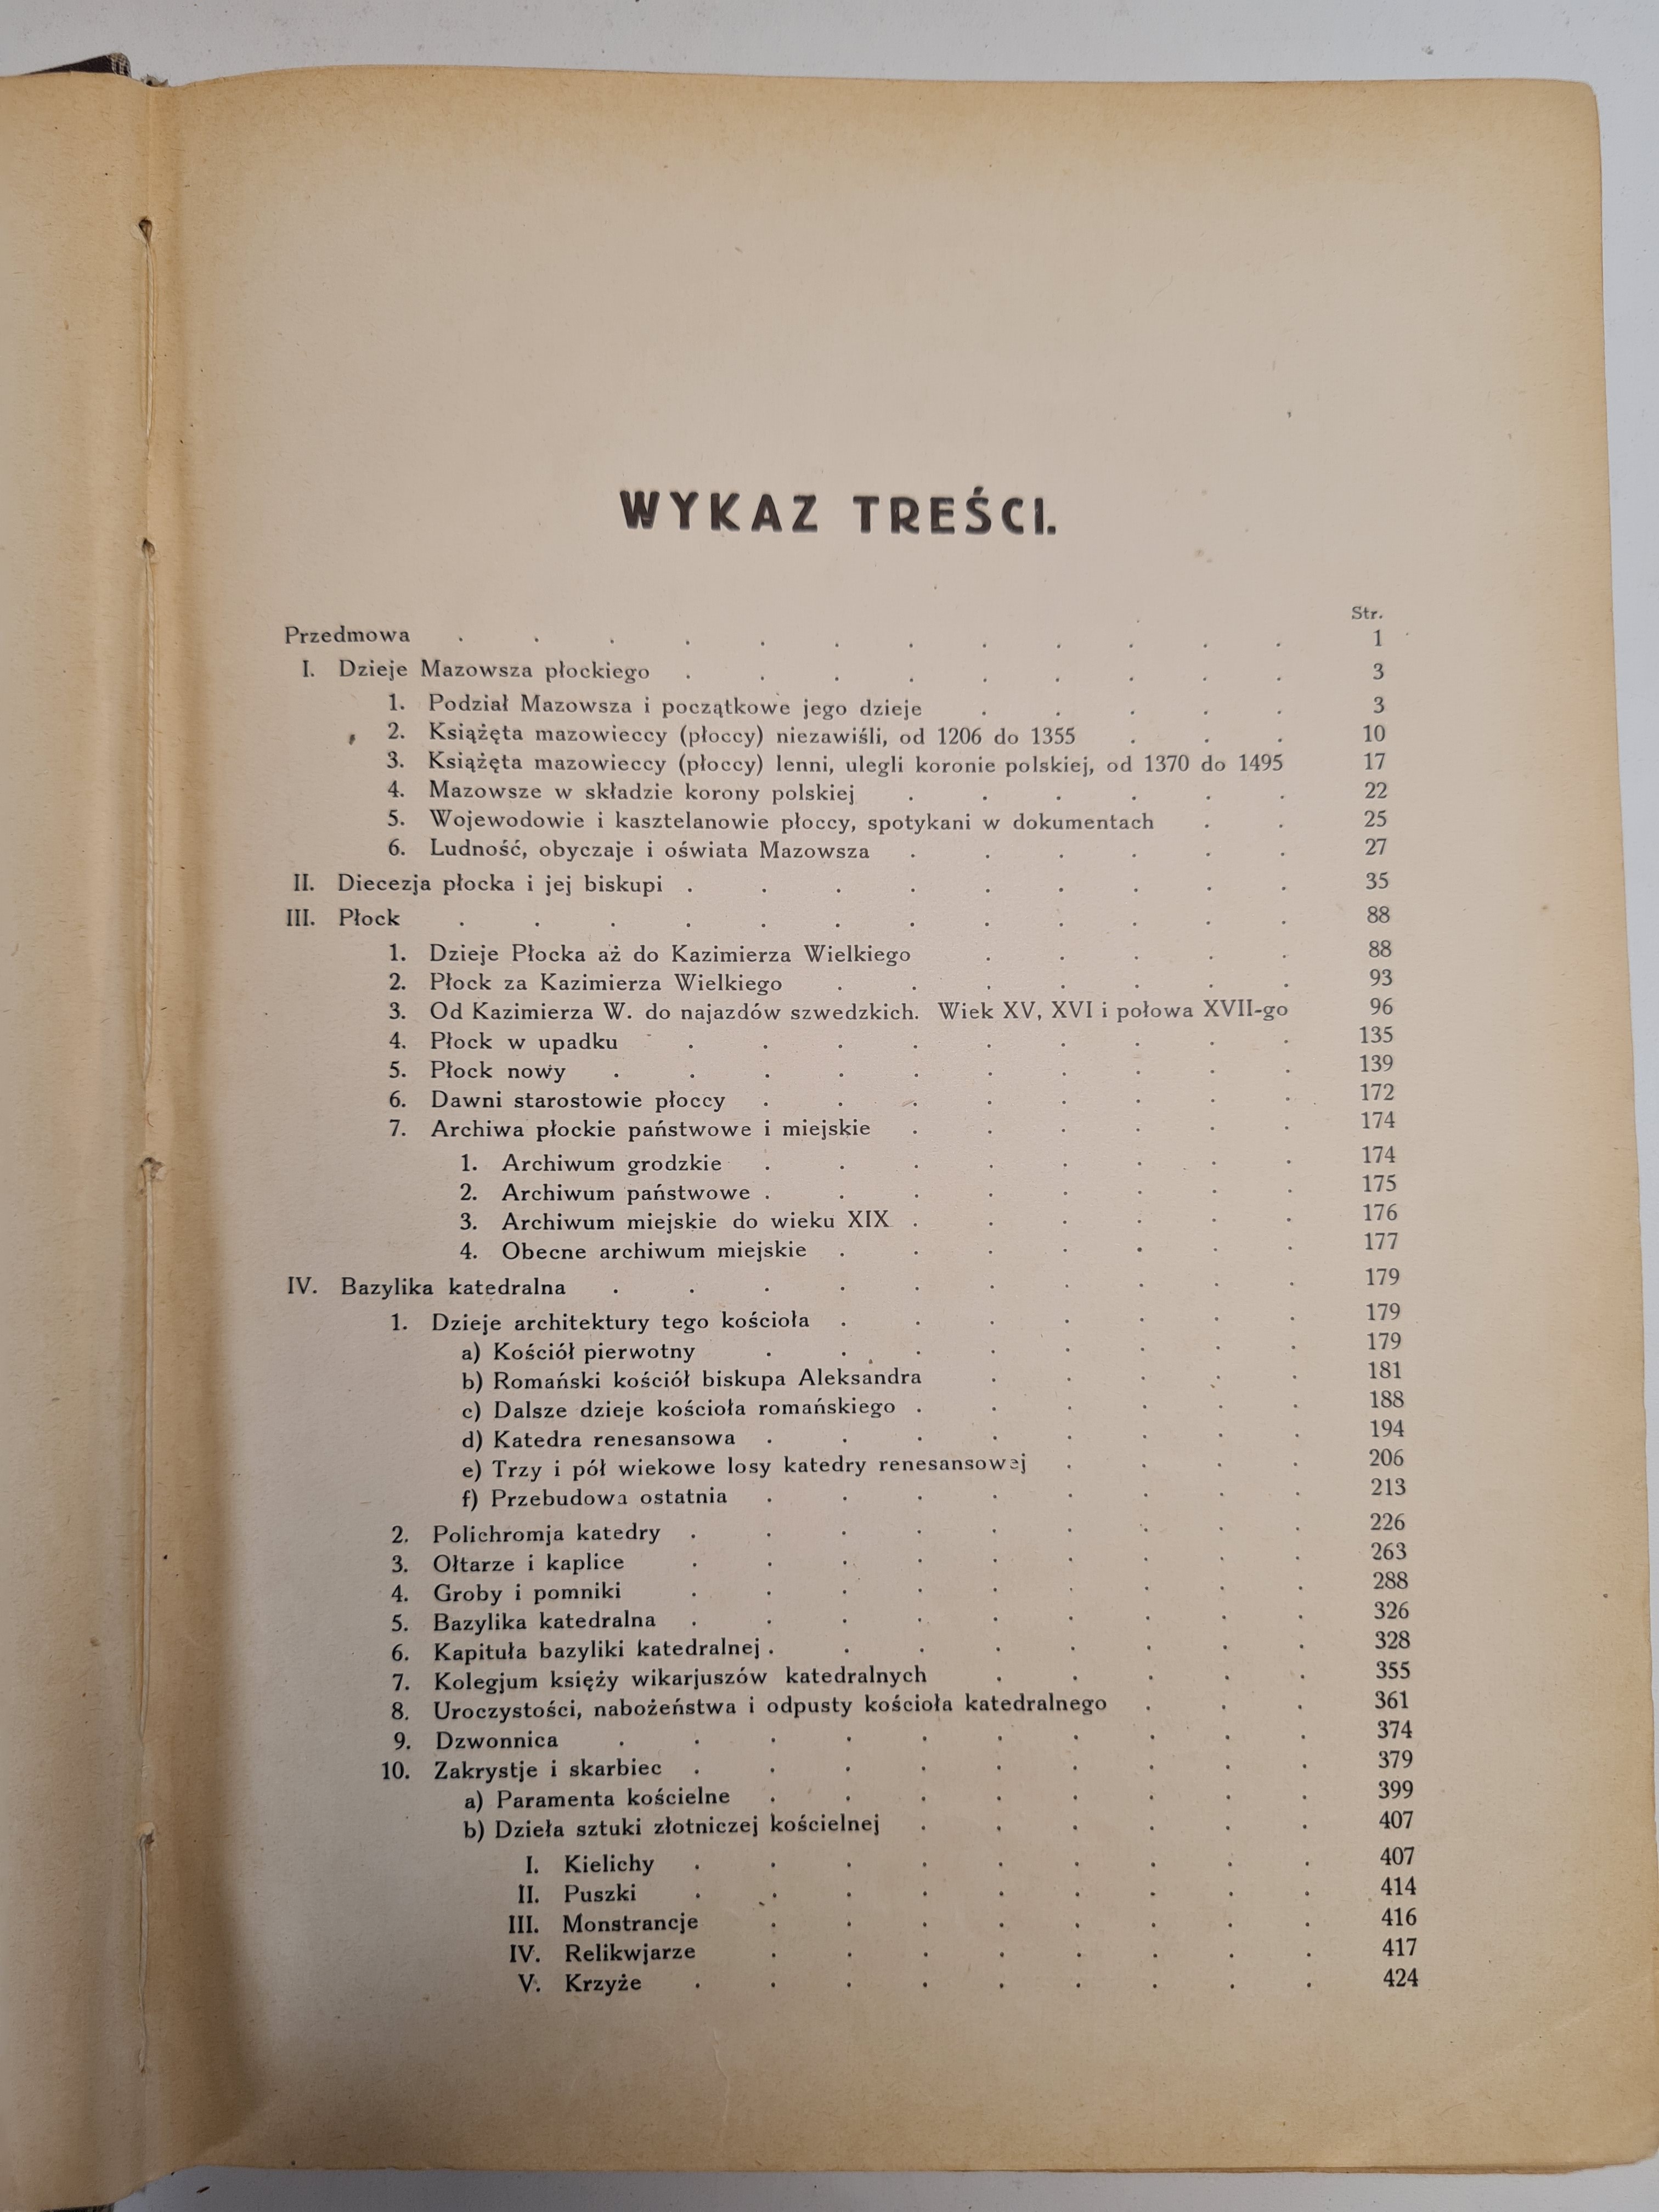 WYKAZ TREŚCI.
Str.
Przedmowa . . . . . . . . . . . . 1
I. Dzieje Mazowsza płockiego . . . . . . . . . 3
1. Podział Mazowsza i początkowe jego dzieje . . . . . 3
2. Książęta mazowieccy (płoccy) niezawiśli, od 1206 do 1355 . . . 10
3. Książęta mazowieccy (płoccy) lenni, ulegli koronie polskiej, od 1370 do 1495 17
4. Mazowsze w składzie korony polskiej . . . . . . 22
5. Wojewodowie i kasztelanowie płoccy, spotykani w dokumentach . . 25
6. Ludność, obyczaje i oświata Mazowsza . . . . . . 27
II. Diecezja płocka i jej biskupi . . . . . . . . . 35
III. Płock . . . . . . . . . . . . 88
1. Dzieje Płocka aż do Kazimierza Wielkiego . . . . . 88
2. Płock za Kazimierza Wielkiego . . . . . . . 93
3. Od Kazimierza W. do najazdów szwedzkich. Wiek XV, XVI i połowa XVII-go 96
4. Płock w upadku . . . . . . . . . 135
5. Płock nowy . . . . . . . . . . 139
6. Dawni starostowie płoccy . . . . . . . . 172
7. Archiwa płockie państwowe i miejskie . . . . . . 174
1. Archiwum grodzkie . . . . . . . . 174
2. Archiwum państwowe . . . . . . . . 175
3. Archiwum miejskie do wieku XIX . . . . . . 176
4. Obecne archiwum miejskie . . . . . . . 177
IV. Bazylika katedralna . . . . . . . . . . 179
1. Dzieje architektury tego kościoła . . . . . . . 179
a) Kościół pierwotny . . . . . . . . 179
b) Romański kościół biskupa Aleksandra . . . . . 181
c) Dalsze dzieje kościoła romańskiego . . . . . . 188
d) Katedra renesansowa . . . . . . . . 194
e) Trzy i pół wiekowe losy katedry renesansowej . . . . 206
f) Przebudowa ostatnia . . . . . . . . 213
2. Polichromja katedry . . . . . . . . . 226
3. Ołtarze i kaplice . . . . . . . . . 263
4. Groby i pomniki . . . . . . . . . 288
5. Bazylika katedralna . . . . . . . . . 326
6. Kapituła bazyliki katedralnej . . . . . . . . 328
7. Kolegjum księży wikarjuszów katedralnych . . . . . 355
8. Uroczystości, nabożeństwa i odpusty kościoła katedralnego . . . 361
9. Dzwonnica . . . . . . . . . . 374
10. Zakrystje i skarbiec . . . . . . . . . 379
a) Paramenta kościelne . . . . . . . . 399
b) Dzieła sztuki złotniczej kościelnej . . . . . . 407
I. Kielichy . . . . . . . . . 407
II. Puszki . . . . . . . . . 414
III. Monstrancje . . . . . . . . 416
IV. Relikwjarze . . . . . . . . 417
V. Krzyże . . . . . . . . . 424